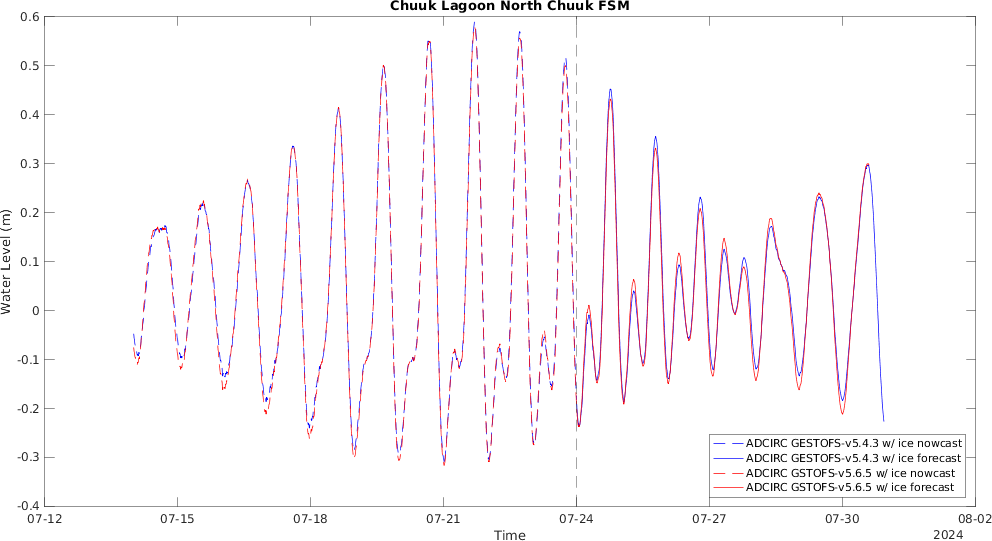 Chuuk Lagoon North Chuuk FSM
0.6
0.5
0.4
0.3
0.2
0.1
0
-0.1
-0.2
-0.3
-0.4
Water Level (m)
ADCIRC GESTOFS-v5.4.3 w/ ice nowcast
ADCIRC GESTOFS-v5.4.3 w/ ice forecast
ADCIRC GSTOFS-v5.6.5 w/ ice nowcast
ADCIRC GSTOFS-v5.6.5 w/ ice forecast
07-12 07-15 07-18 07-21 07-24 07-27 07-30 08-02
Time
2024